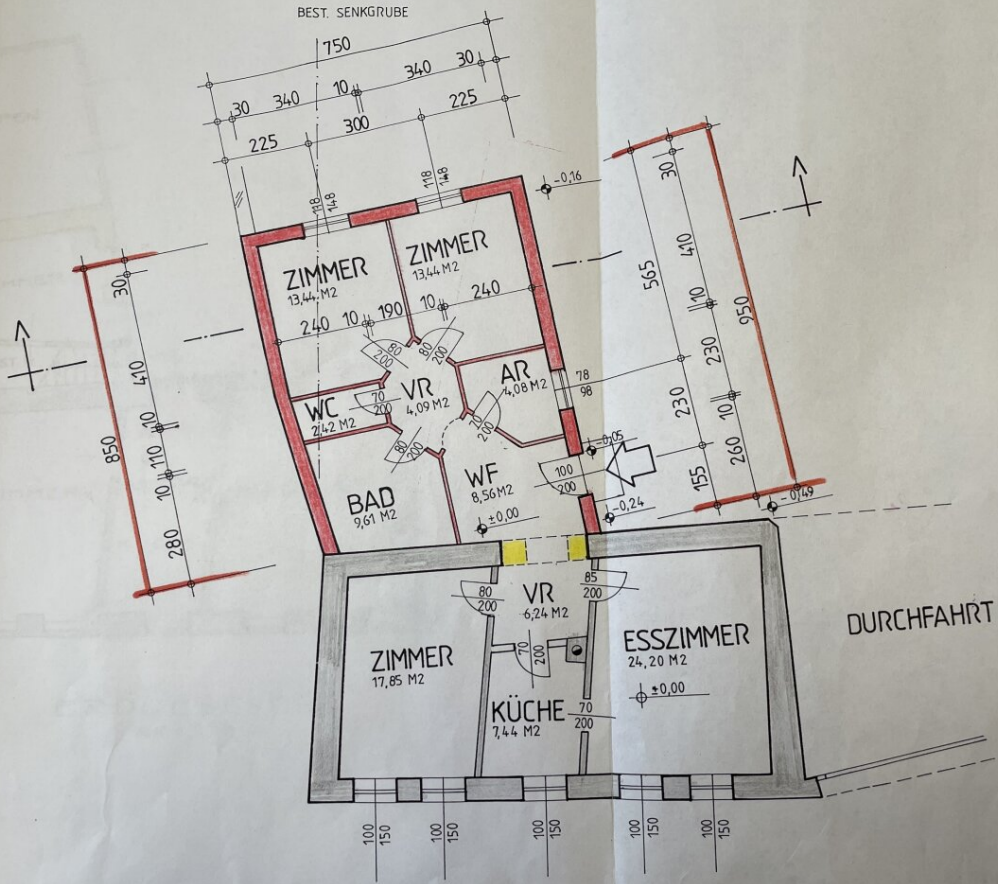 BEST. SENKGRUBE
750
30 340 10 340 30
225 300 225
118
148
118
148
-0,16
ZIMMER
13,44 M2
ZIMMER
13,44 M2
240 10 190 10 240
80
200
80
200
WC
2,42 M2
70
200
VR
4,09 M2
AR
4,08 M2
70
200
78
98
80
200
BAD
9,61 M2
WF
8,56 M2
±0,00
100
200
-0,05
-0,24
-0,49
30
410
10
110
10
280
850
565
230
155
30
410
10
230
10
260
950
80
200
VR
6,24 M2
85
200
ZIMMER
17,85 M2
70
200
KÜCHE
7,44 M2
70
200
ESSZIMMER
24,20 M2
±0,00
DURCHFAHRT
100
150
100
150
100
150
100
150
100
150